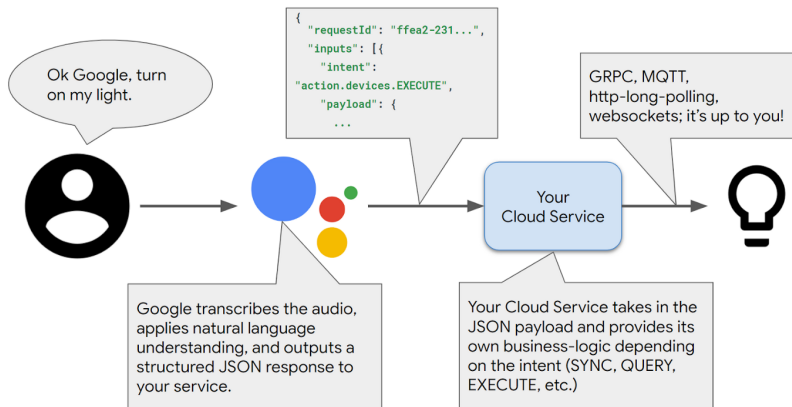 Ok Google, turn
on my light.
{
"requestId": "ffea2-231...",
"inputs": [{
"intent":
"action.devices.EXECUTE",
"payload": {
...
GRPC, MQTT,
http-long-polling,
websockets; it's up to you!
Your
Cloud Service
Google transcribes the audio,
applies natural language
understanding, and outputs a
structured JSON response to
your service.
Your Cloud Service takes in the
JSON payload and provides its
own business-logic depending
on the intent (SYNC, QUERY,
EXECUTE, etc.)